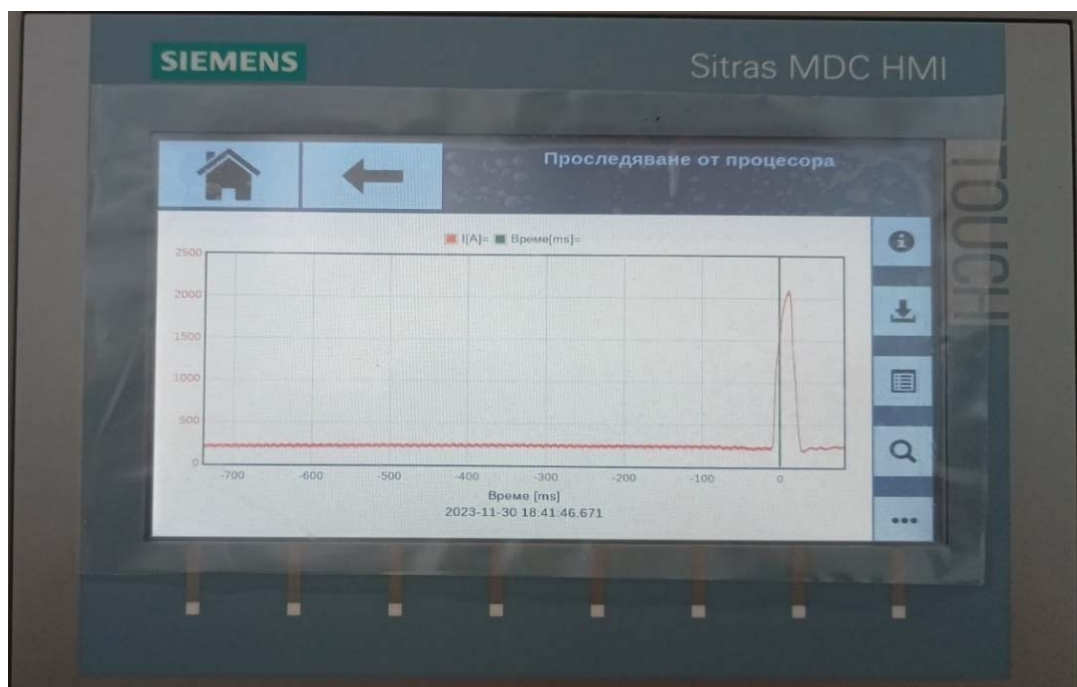 SIEMENS
Sitras MDC HMI
TOUCH
Проследяване от процесора
I[A]= Време[ms]=
2500
2000
1500
1000
500
0
-700 -600 -500 -400 -300 -200 -100 0
Време [ms]
2023-11-30 18:41:46.671